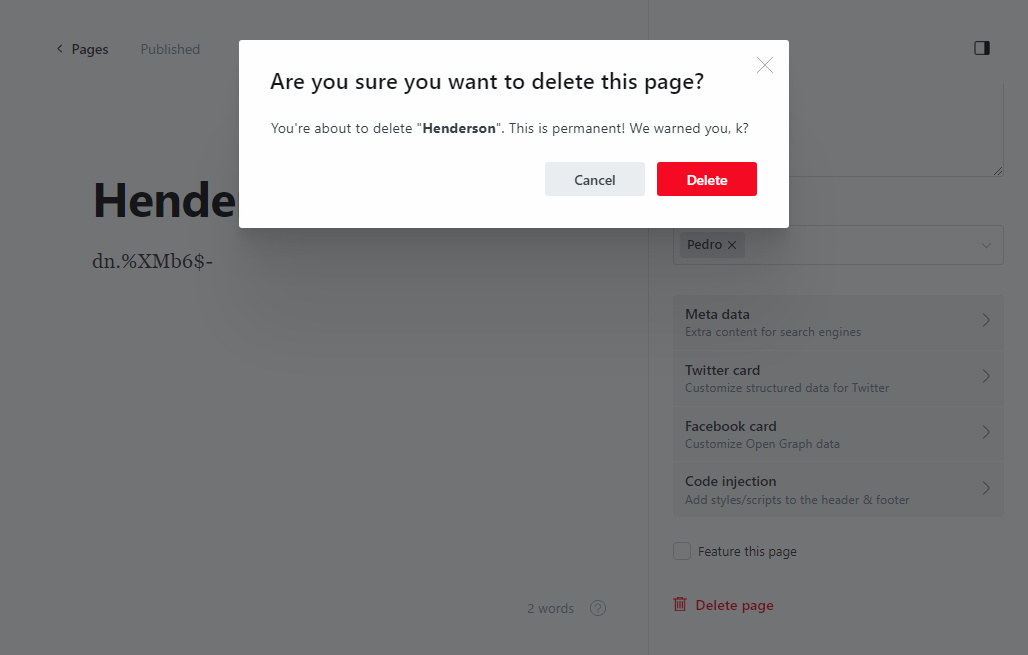 Pages
Published
Are you sure you want to delete this page?
You're about to delete "Henderson". This is permanent! We warned you, k?
Cancel
Delete
dn.%XMb6$-
Pedro
Meta data
Extra content for search engines
Twitter card
Customize structured data for Twitter
Facebook card
Customize Open Graph data
Code injection
Add styles/scripts to the header & footer
Feature this page
2 words
?
Delete page